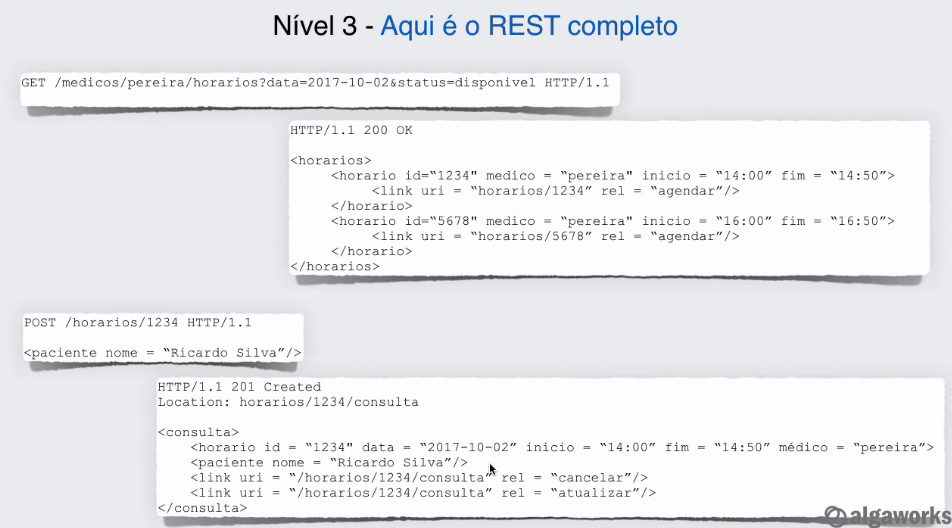 Nível 3 - Aqui é o REST completo
GET /medicos/pereira/horarios?data=2017-10-02&status=disponivel HTTP/1.1
HTTP/1.1 200 OK
<horarios>
<horario id=“1234" medico = “pereira" inicio = “14:00” fim = “14:50”>
<link uri = “horarios/1234” rel = “agendar”/>
</horario>
<horario id=“5678" medico = “pereira" inicio = “16:00” fim = “16:50”>
<link uri = “horarios/5678” rel = “agendar”/>
</horario>
</horarios>
POST /horarios/1234 HTTP/1.1
<paciente nome = “Ricardo Silva”/>
HTTP/1.1 201 Created
Location: horarios/1234/consulta
<consulta>
<horario id = “1234" data = “2017-10-02” inicio = “14:00” fim = “14:50” médico = “pereira”>
<paciente nome = “Ricardo Silva”/>
<link uri = “/horarios/1234/consulta” rel = “cancelar”/>
<link uri = “/horarios/1234/consulta” rel = “atualizar”/>
</consulta>
algaworks